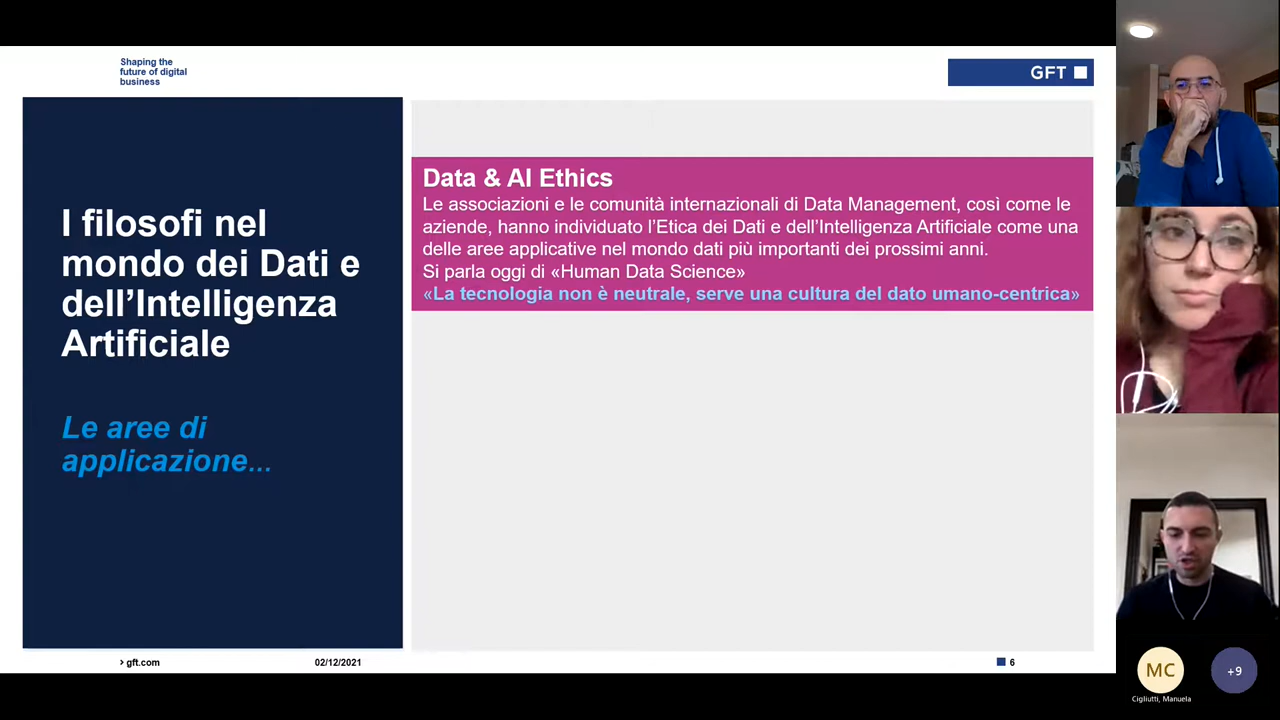 Shaping the
future of digital
business
GFT
I filosofi nel
mondo dei Dati e
dell'Intelligenza
Artificiale
Le aree di
applicazione...
Data & AI Ethics
Le associazioni e le comunità internazionali di Data Management, così come le
aziende, hanno individuato l'Etica dei Dati e dell'Intelligenza Artificiale come una
delle aree applicative nel mondo dati più importanti dei prossimi anni.
Si parla oggi di «Human Data Science»
«La tecnologia non è neutrale, serve una cultura del dato umano-centrica»
› gft.com
02/12/2021
6
MC
+9
Cigliutti, Manuela